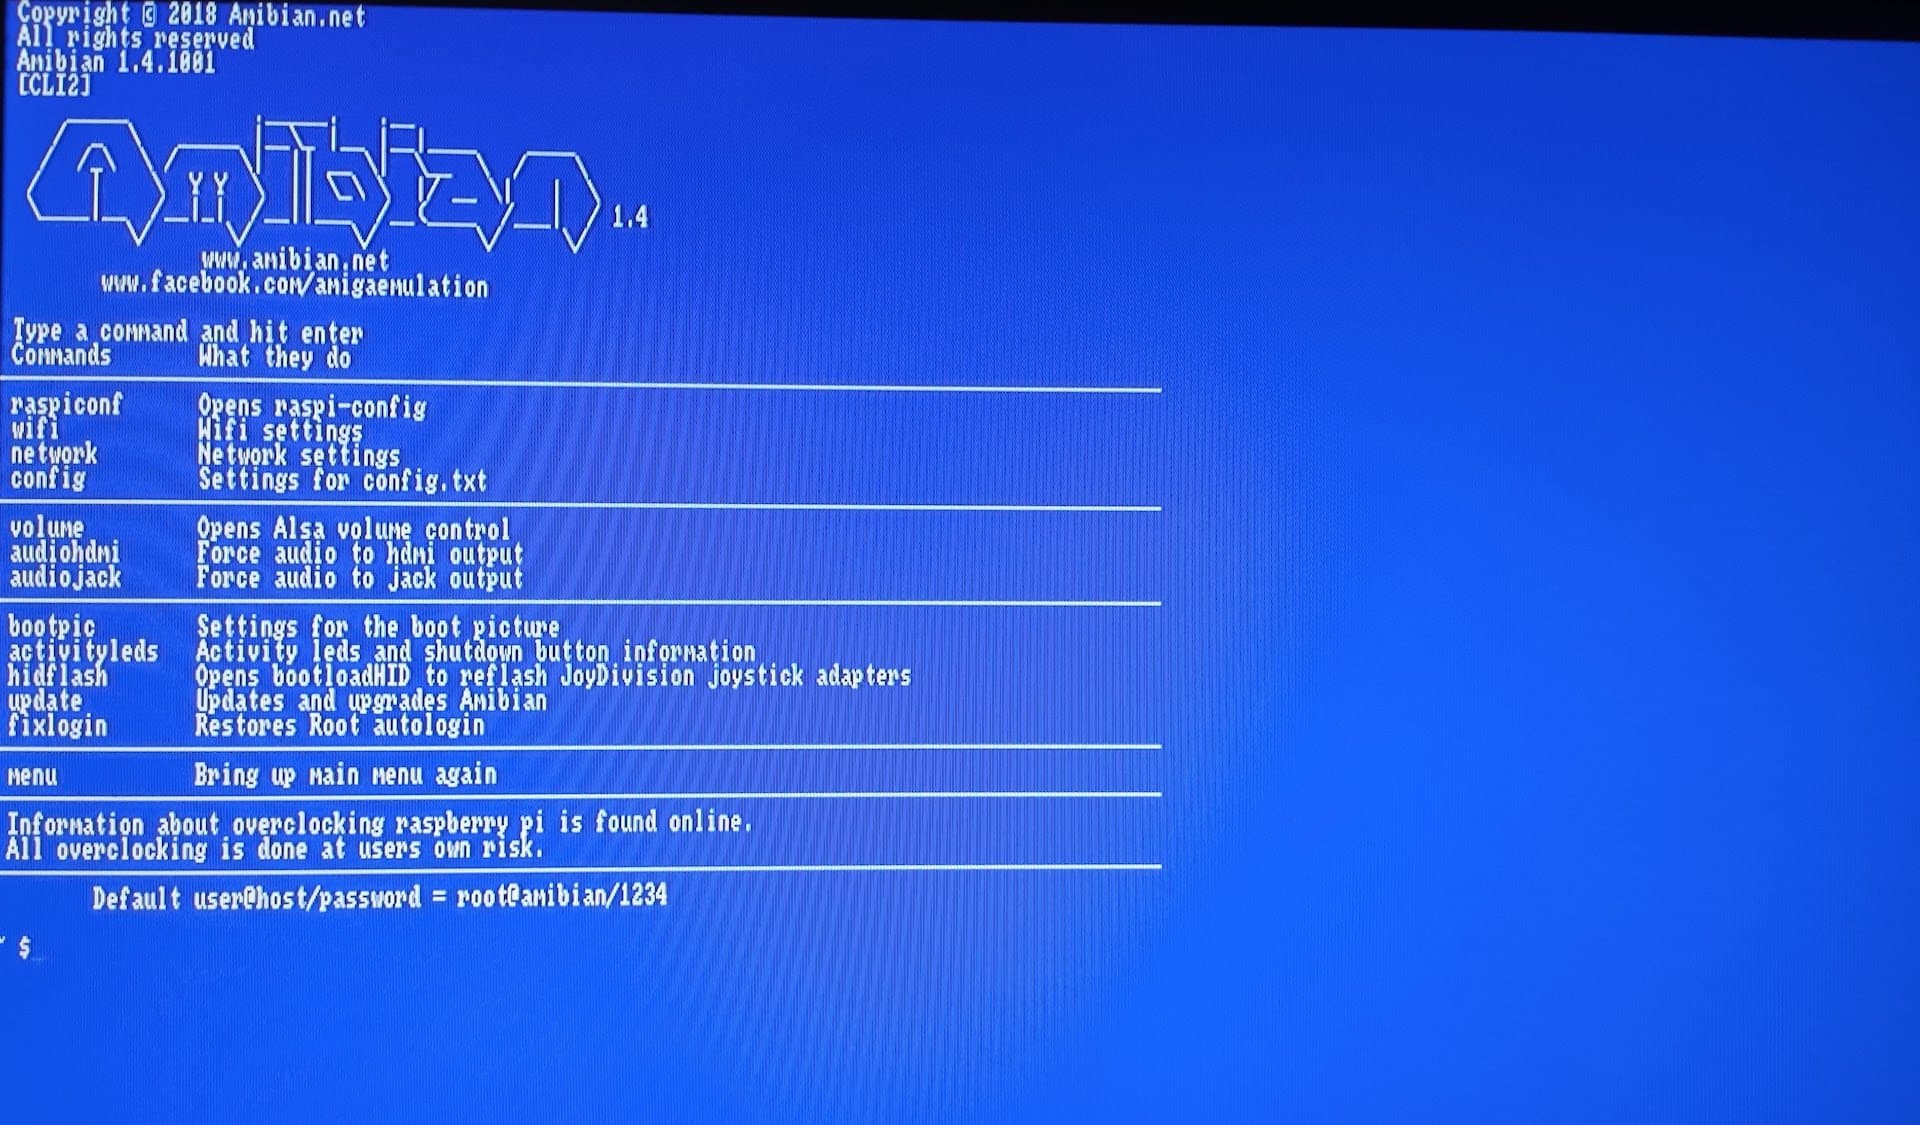 Copyright © 2018 Amibian.net
All rights reserved
Amibian 1.4.1001
[CLI2]
Amibian 1.4
www.amibian.net
www.facebook.com/amigaemulation
Type a command and hit enter
Commands What they do
raspiconf Opens raspi-config
wifi Wifi settings
network Network settings
config Settings for config.txt
volume Opens Alsa volume control
audiohdmi Force audio to hdmi output
audiojack Force audio to jack output
bootpic Settings for the boot picture
activityleds Activity leds and shutdown button information
hidflash Opens bootloadHID to reflash JoyDivision joystick adapters
update Updates and upgrades Amibian
fixlogin Restores Root autologin
menu Bring up main menu again
Information about overclocking raspberry pi is found online.
All overclocking is done at users own risk.
Default user@host/password = root@amibian/1234
~ $